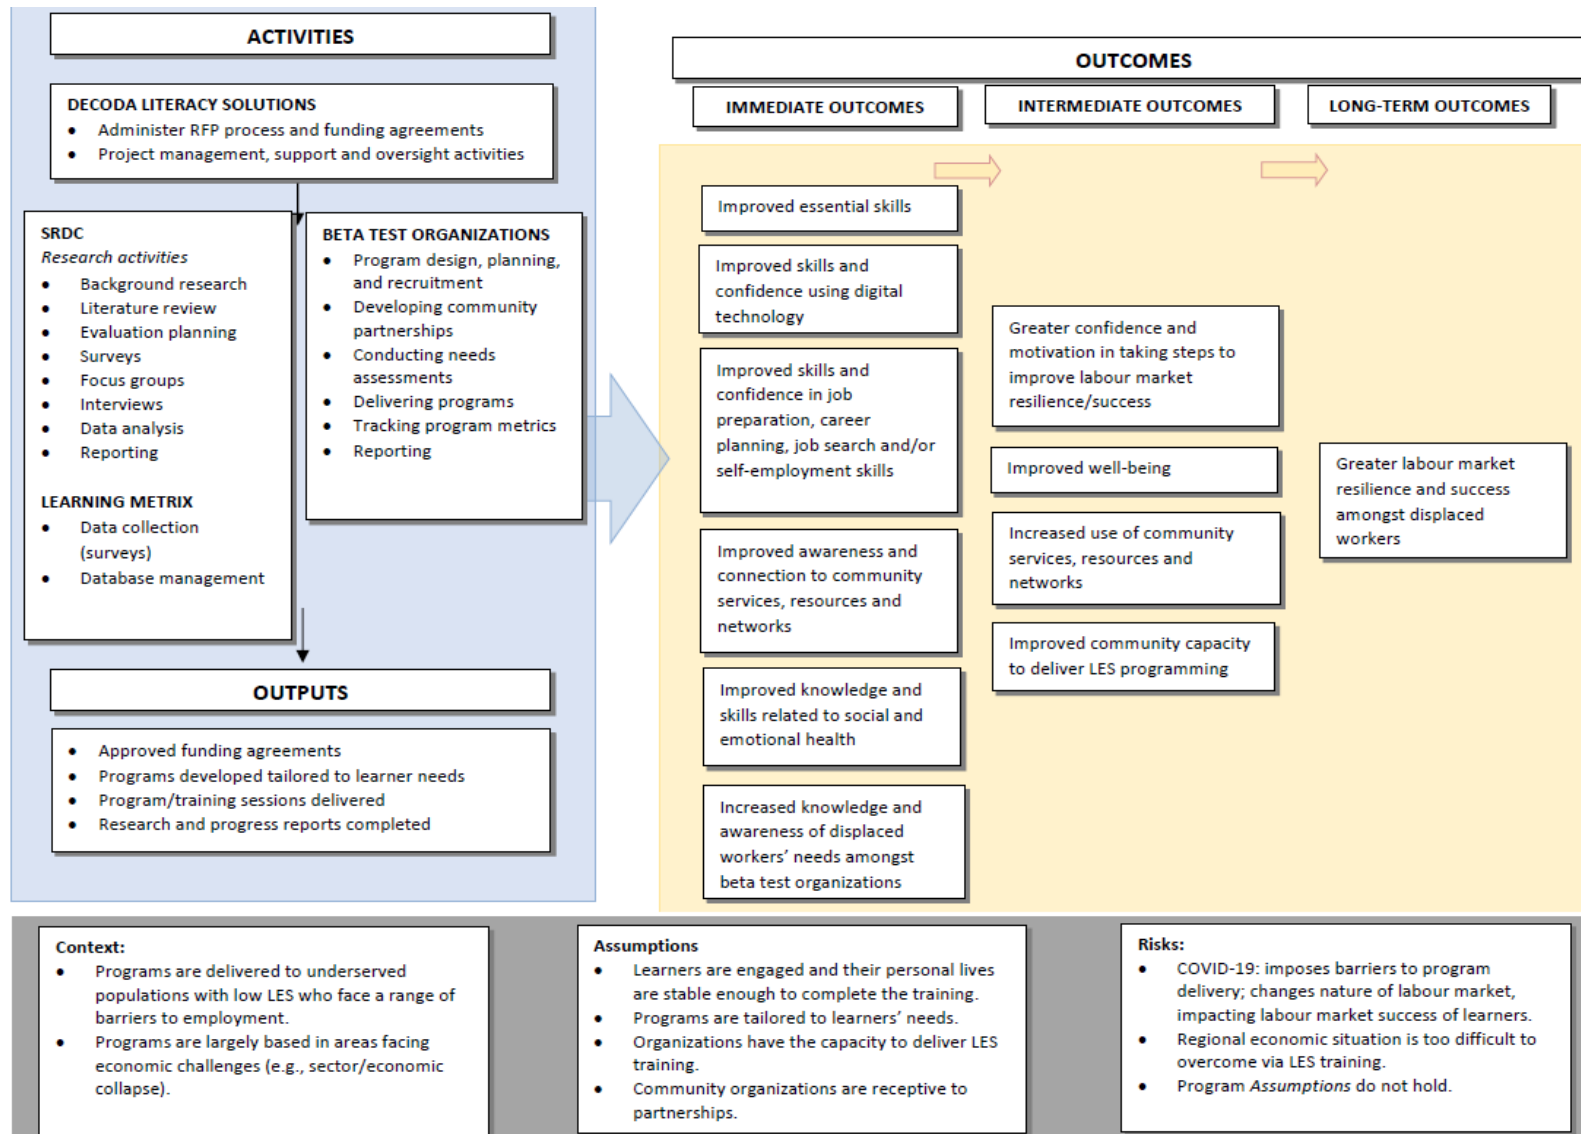 ACTIVITIES
DECODA LITERACY SOLUTIONS
• Administer RFP process and funding agreements
• Project management, support and oversight activities
SRDC
Research activities
• Background research
• Literature review
• Evaluation planning
• Surveys
• Focus groups
• Interviews
• Data analysis
• Reporting
LEARNING METRIX
• Data collection
(surveys)
• Database management
BETA TEST ORGANIZATIONS
• Program design, planning,
and recruitment
• Developing community
partnerships
• Conducting needs
assessments
• Delivering programs
• Tracking program metrics
• Reporting
OUTPUTS
• Approved funding agreements
• Programs developed tailored to learner needs
• Program/training sessions delivered
• Research and progress reports completed
OUTCOMES
IMMEDIATE OUTCOMES
Improved essential skills
Improved skills and
confidence using digital
technology
Improved skills and
confidence in job
preparation, career
planning, job search and/or
self-employment skills
Improved awareness and
connection to community
services, resources and
networks
Improved knowledge and
skills related to social and
emotional health
Increased knowledge and
awareness of displaced
workers’ needs amongst
beta test organizations
INTERMEDIATE OUTCOMES
Greater confidence and
motivation in taking steps to
improve labour market
resilience/success
Improved well-being
Increased use of community
services, resources and
networks
Improved community capacity
to deliver LES programming
LONG-TERM OUTCOMES
Greater labour market
resilience and success
amongst displaced
workers
Context:
• Programs are delivered to underserved
populations with low LES who face a range of
barriers to employment.
• Programs are largely based in areas facing
economic challenges (e.g., sector/economic
collapse).
Assumptions
• Learners are engaged and their personal lives
are stable enough to complete the training.
• Programs are tailored to learners’ needs.
• Organizations have the capacity to deliver LES
training.
• Community organizations are receptive to
partnerships.
Risks:
• COVID-19: imposes barriers to program
delivery; changes nature of labour market,
impacting labour market success of learners.
• Regional economic situation is too difficult to
overcome via LES training.
• Program Assumptions do not hold.